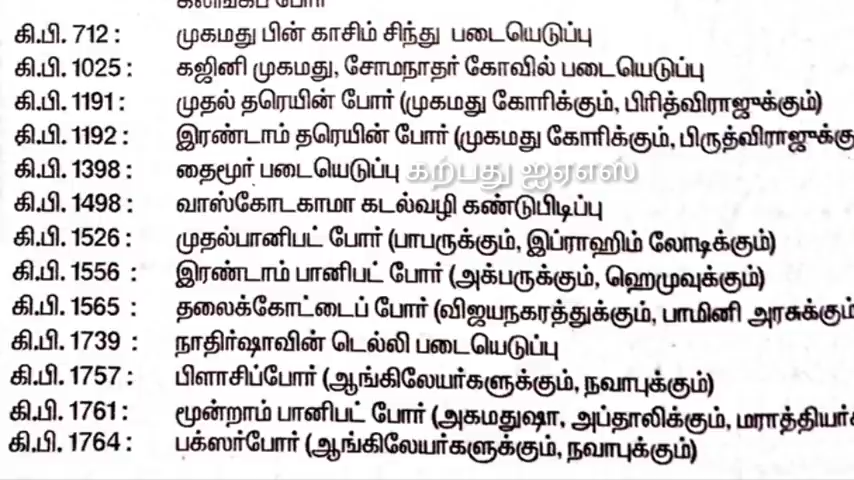 கலிங்கப் போர்
கி.பி. 712 : முகமது பின் காசிம் சிந்து படையெடுப்பு
கி.பி. 1025 : கஜினி முகமது, சோமநாதர் கோவில் படையெடுப்பு
கி.பி. 1191 : முதல் தரெயின் போர் (முகமது கோரிக்கும், பிரித்விராஜுக்கும்)
கி.பி. 1192 : இரண்டாம் தரெயின் போர் (முகமது கோரிக்கும், பிருத்விராஜுக்கு
கி.பி. 1398 : தைமூர் படையெடுப்பு கற்பது ஐஏஎஸ்
கி.பி. 1498 : வாஸ்கோடகாமா கடல்வழி கண்டுபிடிப்பு
கி.பி. 1526 : முதல்பானிபட் போர் (பாபருக்கும், இப்ராஹிம் லோடிக்கும்)
கி.பி. 1556 : இரண்டாம் பானிபட் போர் (அக்பருக்கும், ஹெமுவுக்கும்)
கி.பி. 1565 : தலைக்கோட்டைப் போர் (விஜயநகரத்துக்கும், பாமினி அரசுக்கும்
கி.பி. 1739 : நாதிர்ஷாவின் டெல்லி படையெடுப்பு
கி.பி. 1757 : பிளாசிப்போர் (ஆங்கிலேயர்களுக்கும், நவாபுக்கும்)
கி.பி. 1761 : மூன்றாம் பானிபட் போர் (அகமதுஷா, அப்தாலிக்கும், மராத்தியர்க
கி.பி. 1764 : பக்ஸர்போர் (ஆங்கிலேயர்களுக்கும், நவாபுக்கும்)